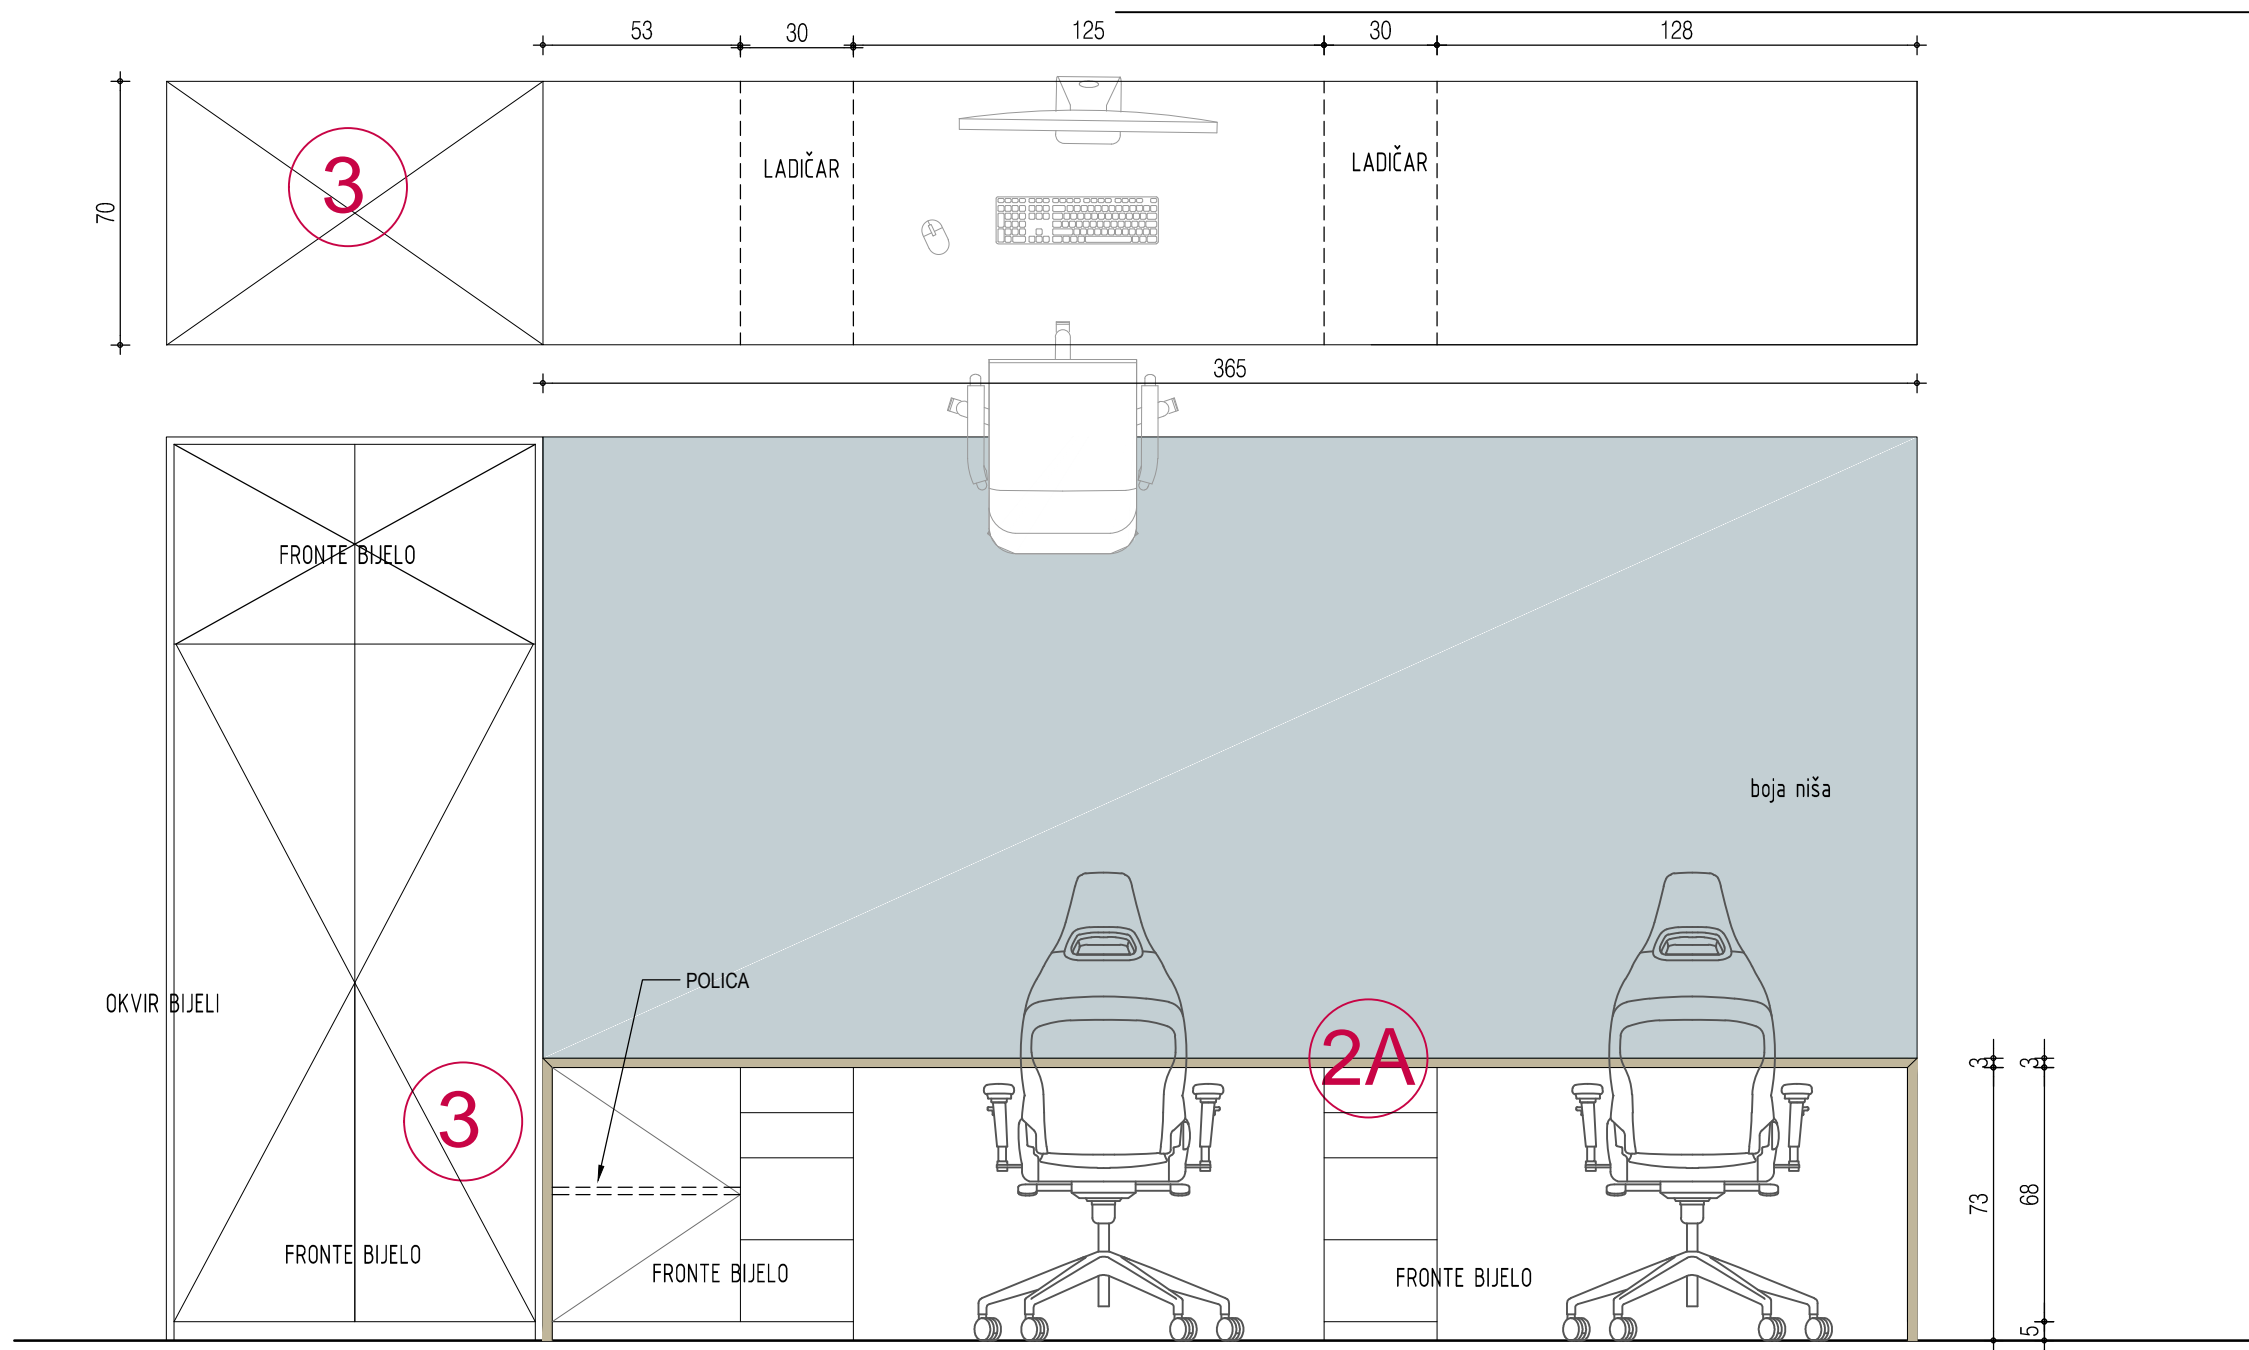 53
30
125
30
128
3
LADIČAR
LADIČAR
70
365
FRONTE BIJELO
boja niša
POLICA
OKVIR BIJELI
2A
3
3
3
73
68
FRONTE BIJELO
FRONTE BIJELO
FRONTE BIJELO
5